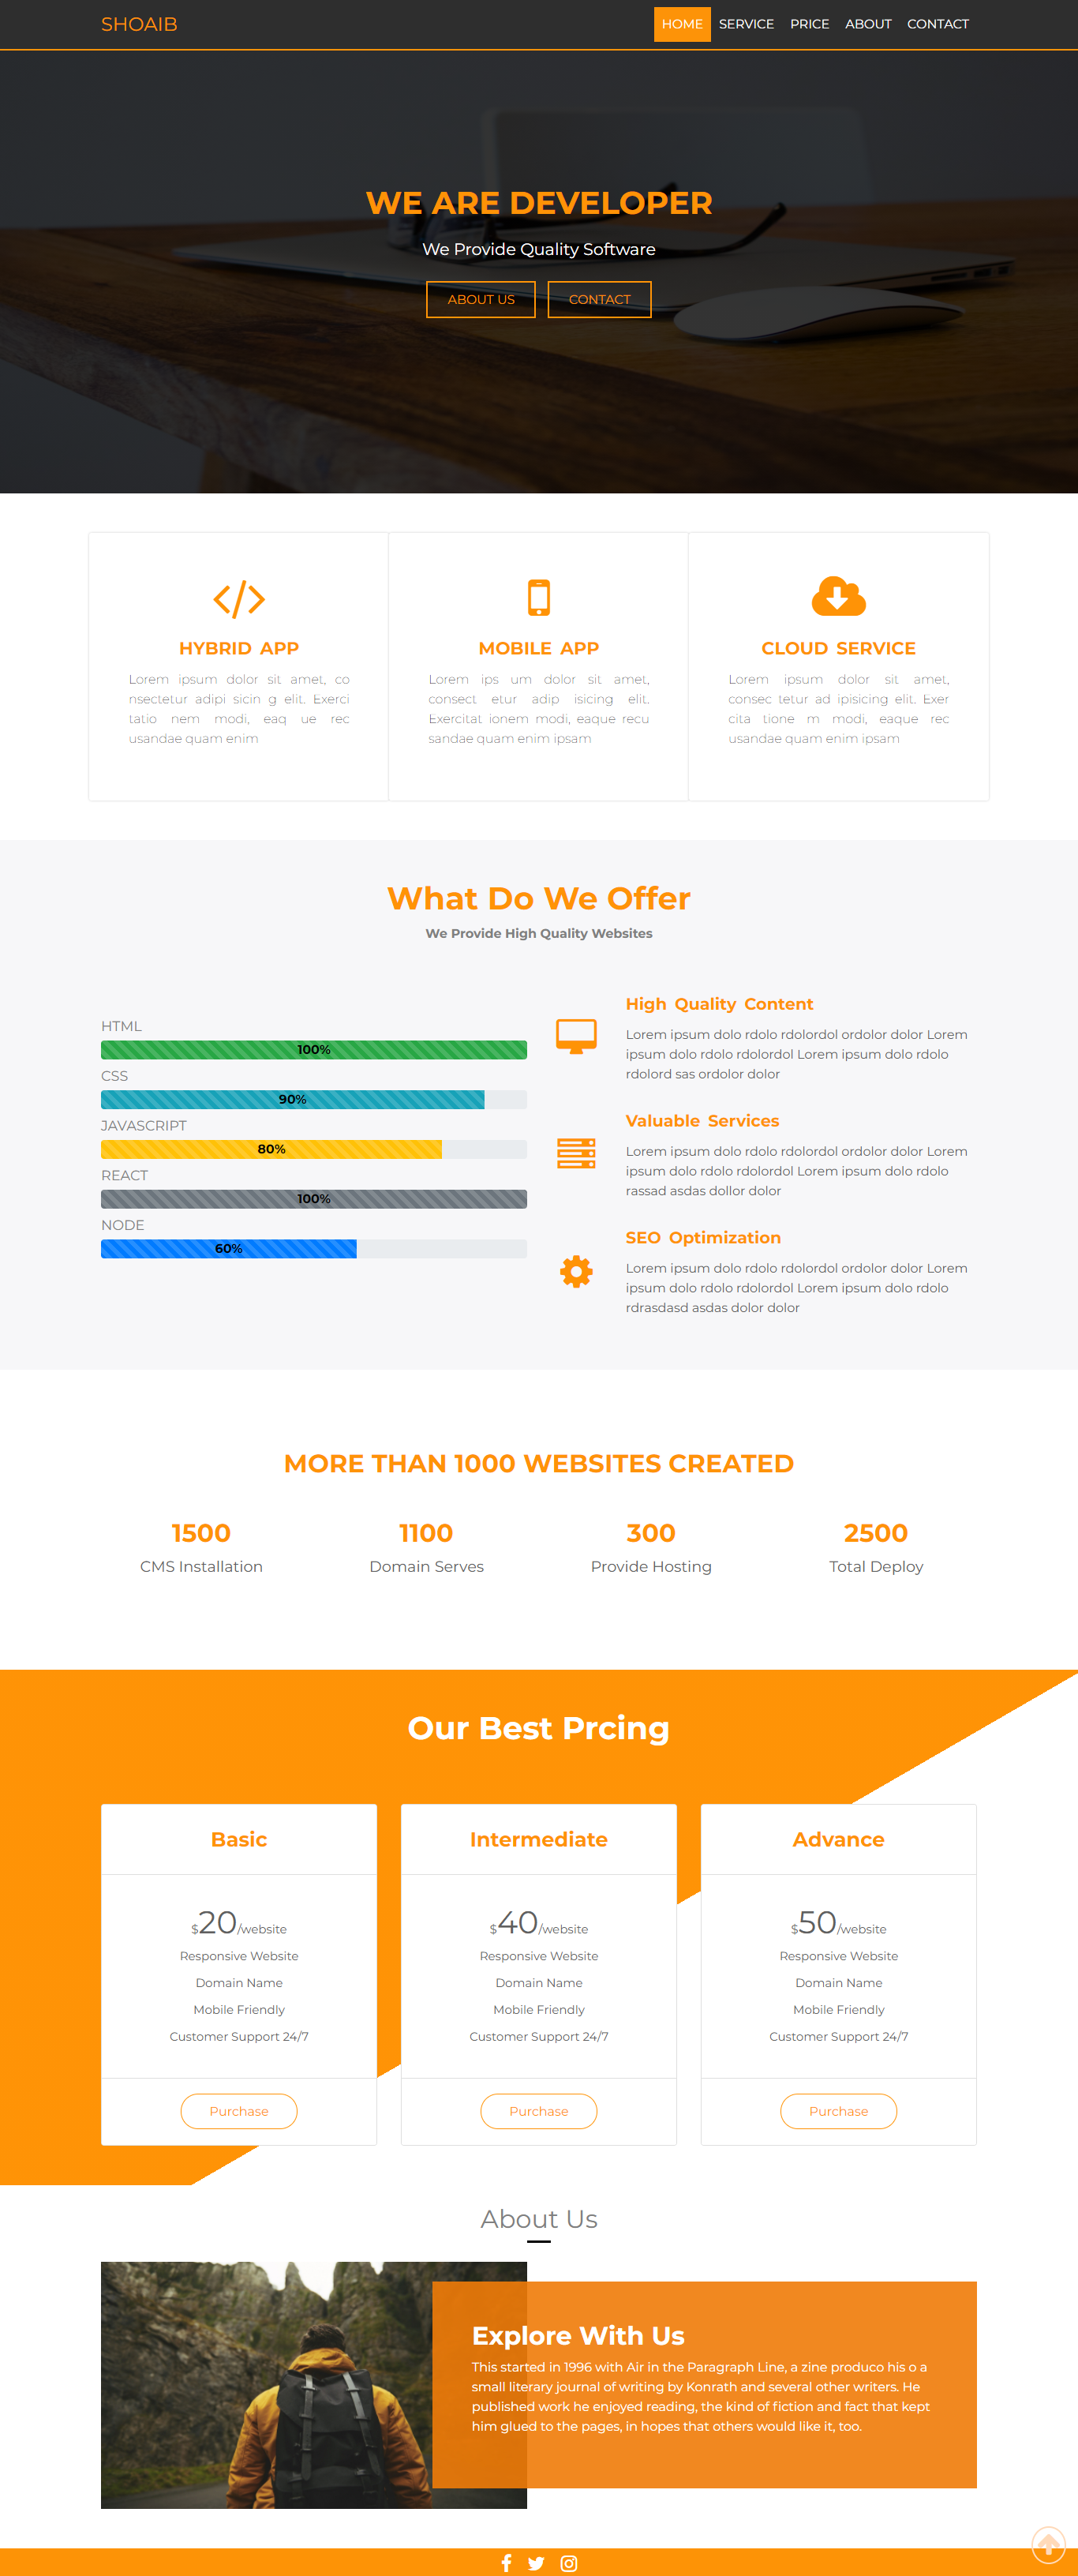 SHOAIB
HOME SERVICE PRICE ABOUT CONTACT
WE ARE DEVELOPER
We Provide Quality Software
ABOUT US CONTACT
HYBRID APP
Lorem ipsum dolor sit amet, co
nsectetur adipi sicin g elit. Exerci
tatio nem modi, eaq ue rec
usandae quam enim
MOBILE APP
Lorem ips um dolor sit amet,
consect etur adip isicing elit.
Exercitat ionem modi, eaque recu
sandae quam enim ipsam
CLOUD SERVICE
Lorem ipsum dolor sit amet,
consec tetur ad ipisicing elit. Exer
cita tione m modi, eaque rec
usandae quam enim ipsam
What Do We Offer
We Provide High Quality Websites
HTML
100%
CSS
90%
JAVASCRIPT
80%
REACT
100%
NODE
60%
High Quality Content
Lorem ipsum dolo rdolo rdolordol ordolor dolor Lorem
ipsum dolo rdolo rdolordol Lorem ipsum dolo rdolo
rdolord sas ordolor dolor
Valuable Services
Lorem ipsum dolo rdolo rdolordol ordolor dolor Lorem
ipsum dolo rdolo rdolordol Lorem ipsum dolo rdolo
rassad asdas dollor dolor
SEO Optimization
Lorem ipsum dolo rdolo rdolordol ordolor dolor Lorem
ipsum dolo rdolo rdolordol Lorem ipsum dolo rdolo
rdrasdasd asdas dolor dolor
MORE THAN 1000 WEBSITES CREATED
1500
CMS Installation
1100
Domain Serves
300
Provide Hosting
2500
Total Deploy
Our Best Prcing
Basic
$20/website
Responsive Website
Domain Name
Mobile Friendly
Customer Support 24/7
Purchase
Intermediate
$40/website
Responsive Website
Domain Name
Mobile Friendly
Customer Support 24/7
Purchase
Advance
$50/website
Responsive Website
Domain Name
Mobile Friendly
Customer Support 24/7
Purchase
About Us
Explore With Us
This started in 1996 with Air in the Paragraph Line, a zine produco his o a
small literary journal of writing by Konrath and several other writers. He
published work he enjoyed reading, the kind of fiction and fact that kept
him glued to the pages, in hopes that others would like it, too.